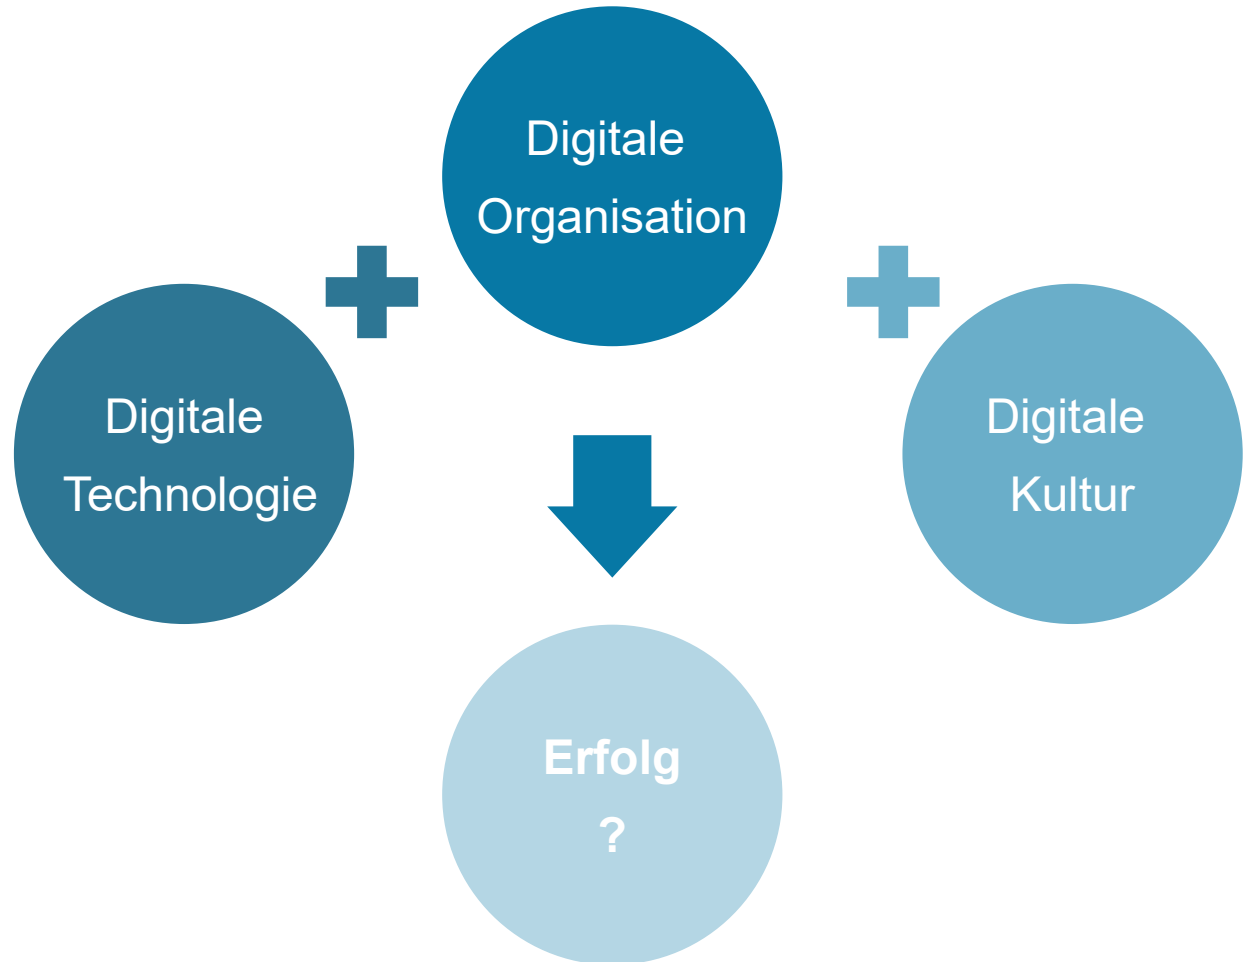 Digitale
Organisation
Digitale
Technologie
Digitale
Kultur
Erfolg
?